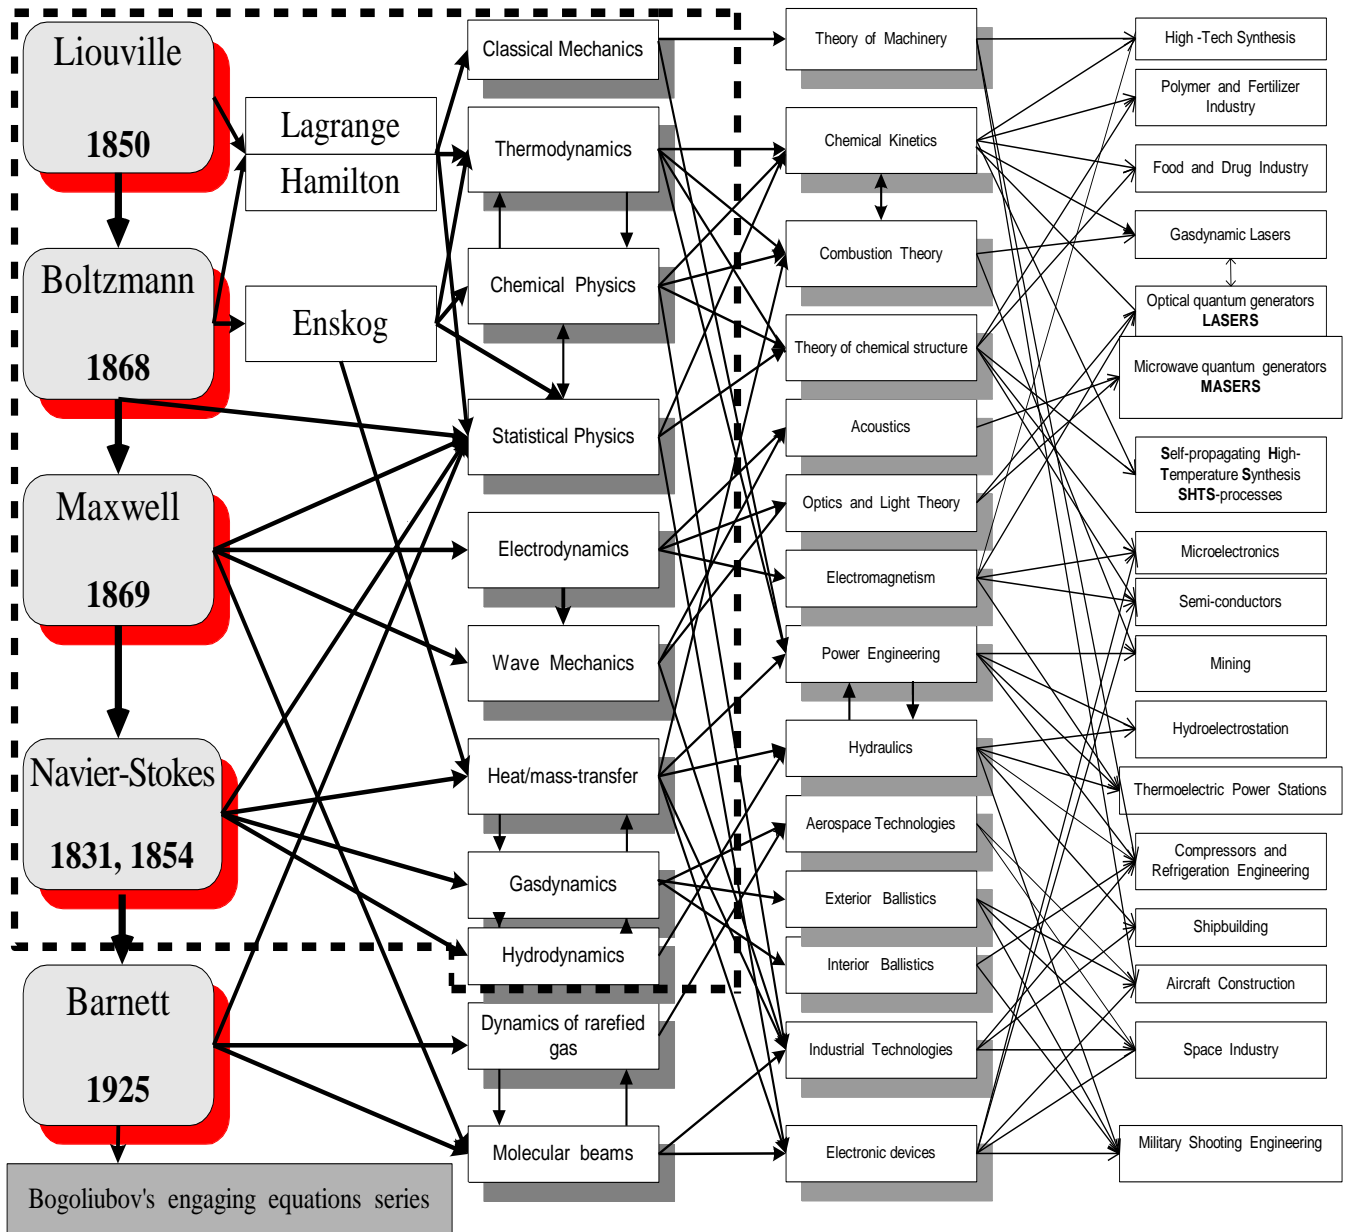 Liouville
1850
Boltzmann
1868
Maxwell
1869
Navier-Stokes
1831, 1854
Barnett
1925
Bogoliubov's engaging equations series
Lagrange
Hamilton
Enskog
Classical Mechanics
Thermodynamics
Chemical Physics
Statistical Physics
Electrodynamics
Wave Mechanics
Heat/mass-transfer
Gasdynamics
Hydrodynamics
Dynamics of rarefied
gas
Molecular beams
Theory of Machinery
Chemical Kinetics
Combustion Theory
Theory of chemical structure
Acoustics
Optics and Light Theory
Electromagnetism
Power Engineering
Hydraulics
Aerospace Technologies
Exterior Ballistics
Interior Ballistics
Industrial Technologies
Electronic devices
High -Tech Synthesis
Polymer and Fertilizer
Industry
Food and Drug Industry
Gasdynamic Lasers
Optical quantum generators
LASERS
Microwave quantum generators
MASERS
Self-propagating High-
Temperature Synthesis
SHTS-processes
Microelectronics
Semi-conductors
Mining
Hydroelectrostation
Thermoelectric Power Stations
Compressors and
Refrigeration Engineering
Shipbuilding
Aircraft Construction
Space Industry
Military Shooting Engineering